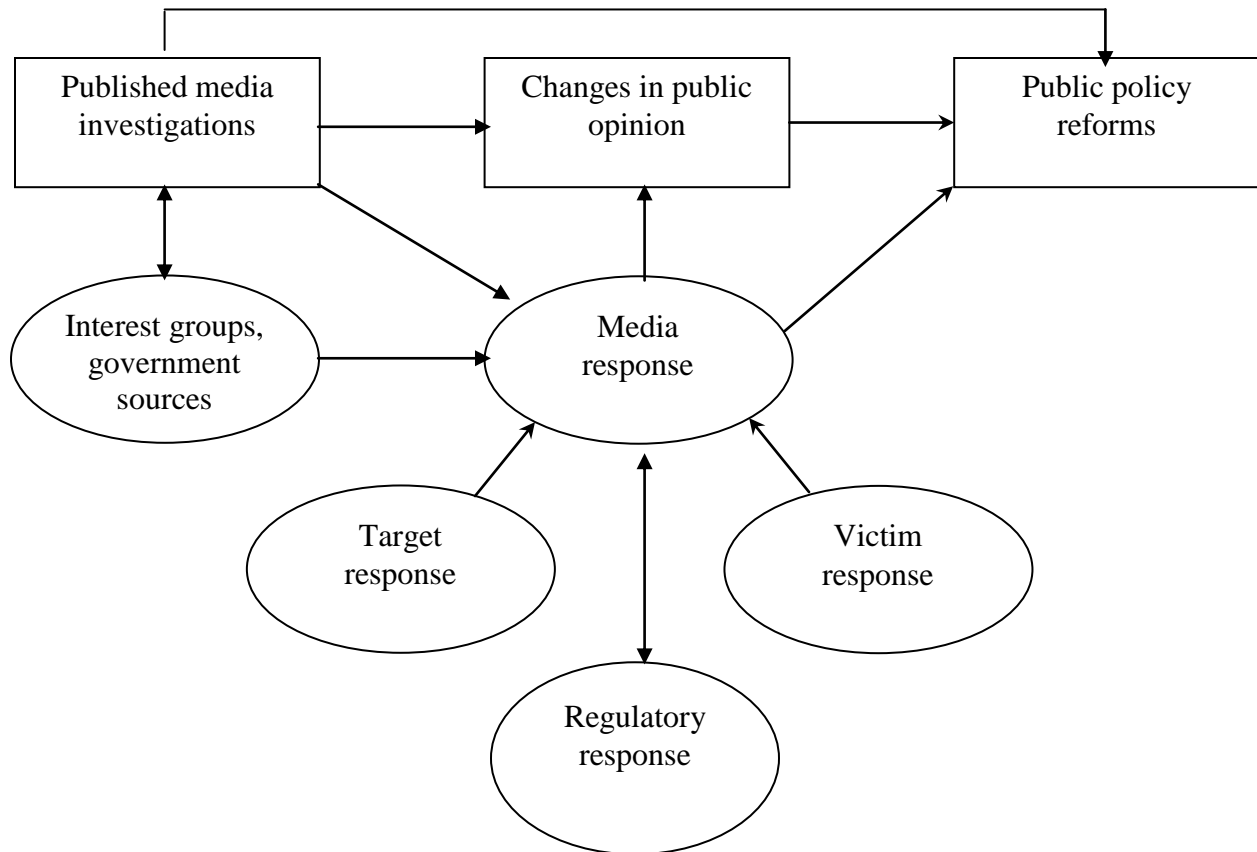 Published media
investigations
Changes in public
opinion
Public policy
reforms
Interest groups,
government
sources
Media
response
Target
response
Victim
response
Regulatory
response